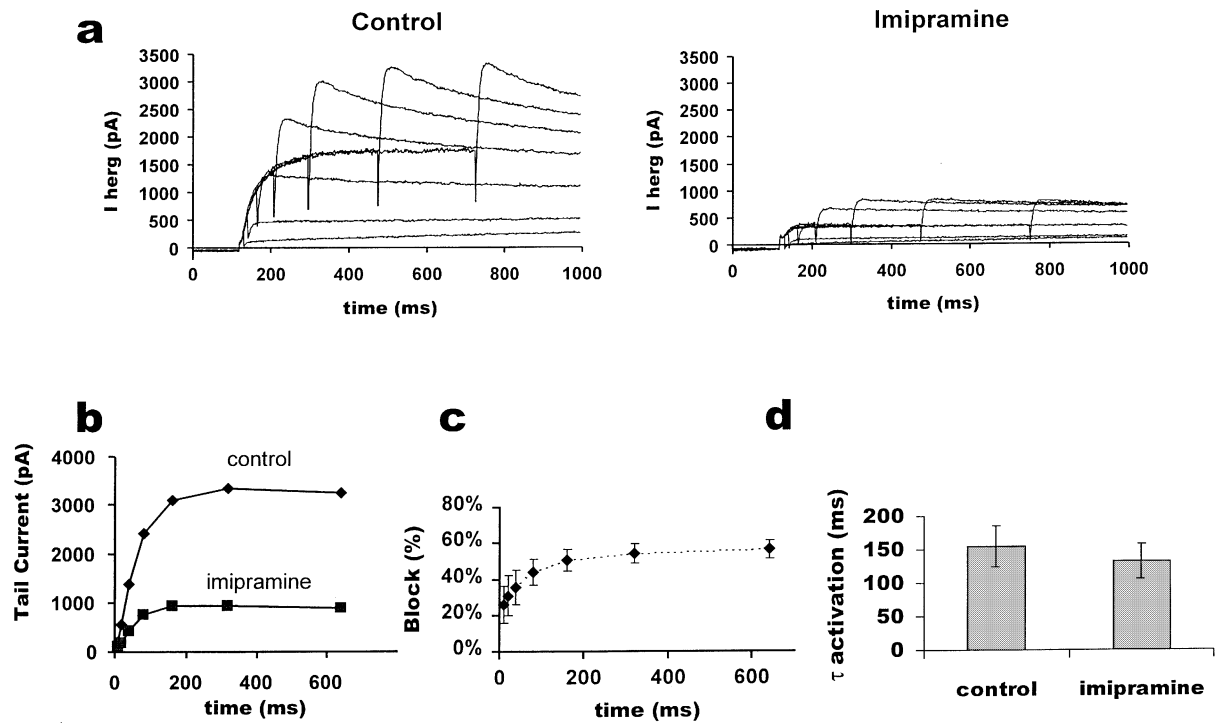 a
Control
Imipramine
3500
3000
2500
2000
1500
1000
500
0
I herg (pA)
0 200 400 600 800 1000
time (ms)
3500
3000
2500
2000
1500
1000
500
0
I herg (pA)
0 200 400 600 800 1000
time (ms)
b
4000
3000
2000
1000
0
Tail Current (pA)
control
imipramine
0 200 400 600
time (ms)
c
80%
60%
40%
20%
0%
Block (%)
0 200 400 600
time (ms)
d
200
150
100
50
0
τ activation (ms)
control imipramine